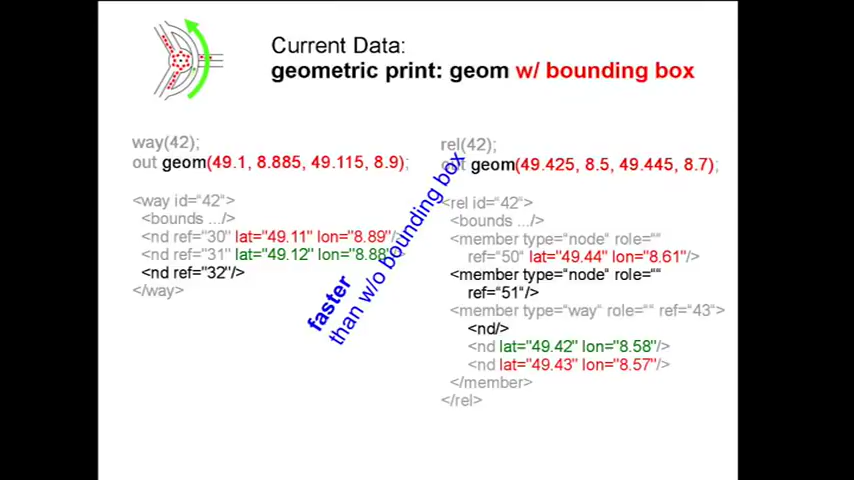 Current Data:
geometric print: geom w/ bounding box
way(42);
out geom(49.1, 8.885, 49.115, 8.9);
<way id=“42“>
<bounds .../>
<nd ref="30" lat="49.11" lon="8.89"/>
<nd ref="31" lat="49.12" lon="8.88"/>
<nd ref="32"/>
</way>
faster
than w/o bounding box
rel(42);
out geom(49.425, 8.5, 49.445, 8.7);
<rel id=“42“>
<bounds .../>
<member type=“node“ role=““
ref=“50“ lat="49.44" lon="8.61"/>
<member type=“node“ role=““
ref=“51“/>
<member type=“way“ role=““ ref=“43“>
<nd/>
<nd lat="49.42" lon="8.58"/>
<nd lat="49.43" lon="8.57"/>
</member>
</rel>